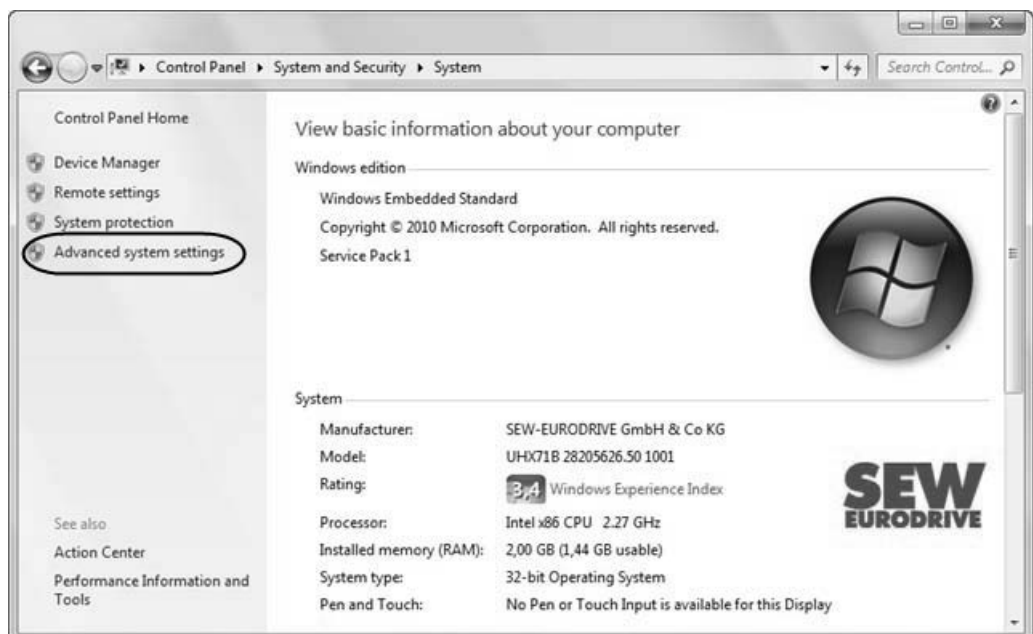 Control Panel ▸ System and Security ▸ System
Search Control...
Control Panel Home
Device Manager
Remote settings
System protection
Advanced system settings
See also
Action Center
Performance Information and
Tools
View basic information about your computer
Windows edition
Windows Embedded Standard
Copyright © 2010 Microsoft Corporation. All rights reserved.
Service Pack 1
System
Manufacturer: SEW-EURODRIVE GmbH & Co KG
Model: UHX71B 28205626.50 1001
Rating: 3,4 Windows Experience Index
Processor: Intel x86 CPU 2.27 GHz
Installed memory (RAM): 2,00 GB (1,44 GB usable)
System type: 32-bit Operating System
Pen and Touch: No Pen or Touch Input is available for this Display
SEW
EURODRIVE